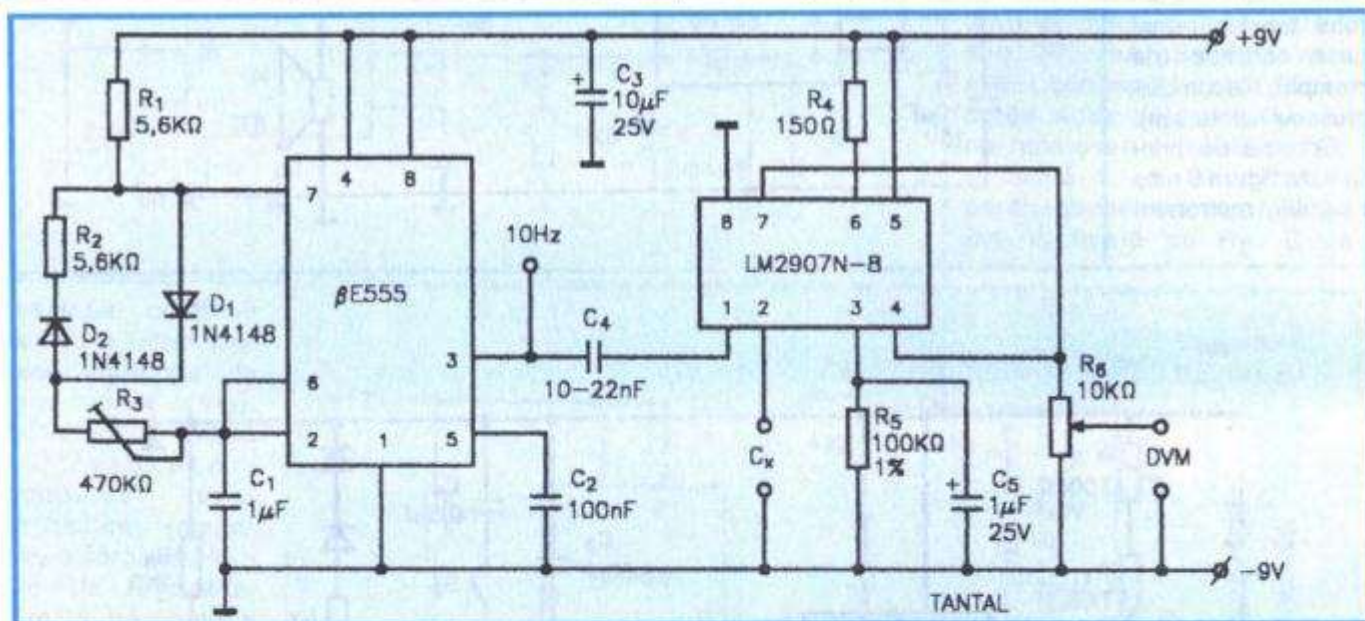 +9V
R1
5,6KΩ
C3
10μF
25V
R4
150Ω
+
4
8
7
R2
5,6KΩ
D1
1N4148
D2
1N4148
βE555
10Hz
8
7
6
5
LM2907N-8
1
2
3
4
3
C4
10-22nF
6
R3
470KΩ
2
1
5
C1
1μF
C2
100nF
Cx
R5
100KΩ
1%
+
C5
1μF
25V
R6
10KΩ
DVM
-9V
TANTAL